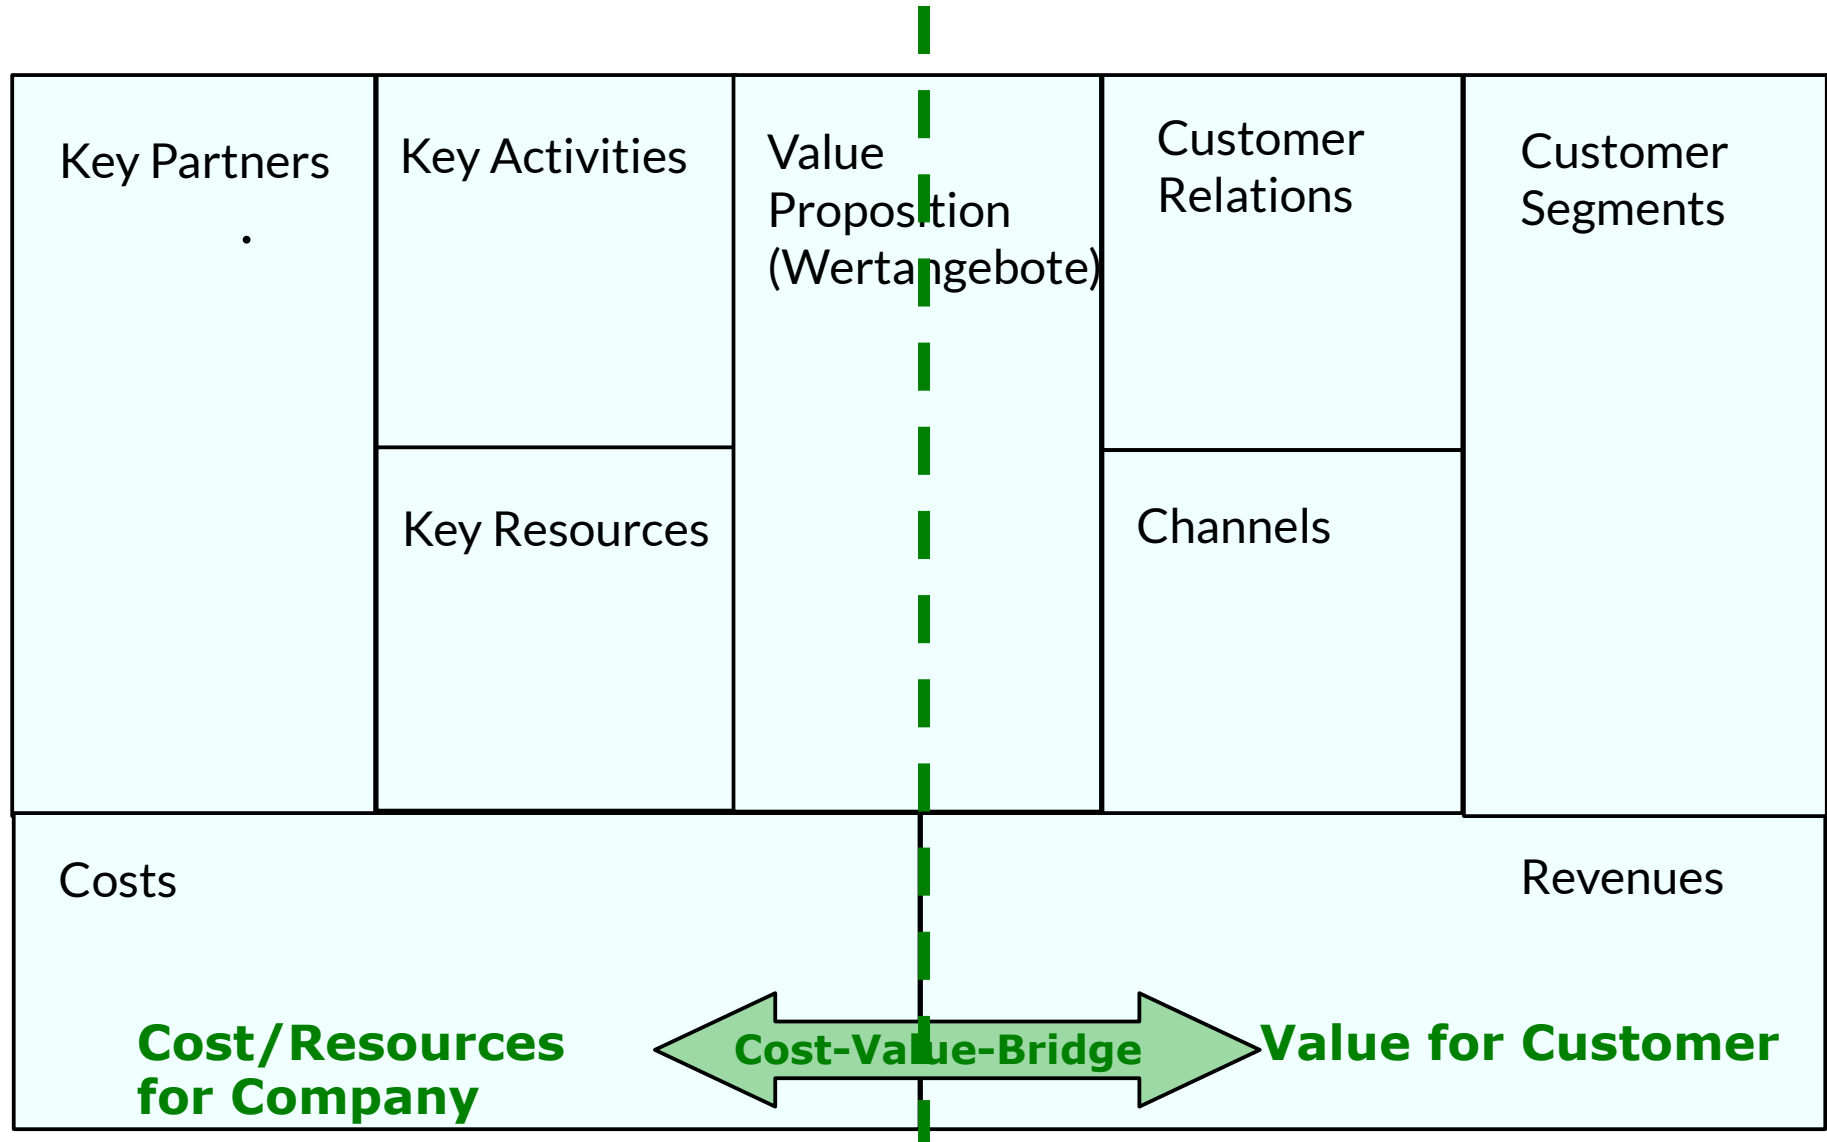 Key Partners
.
Key Activities
Key Resources
Value
Proposition
(Wertangebote)
Customer
Relations
Channels
Customer
Segments
Costs
Revenues
Cost/Resources
for Company
Cost-Value-Bridge
Value for Customer